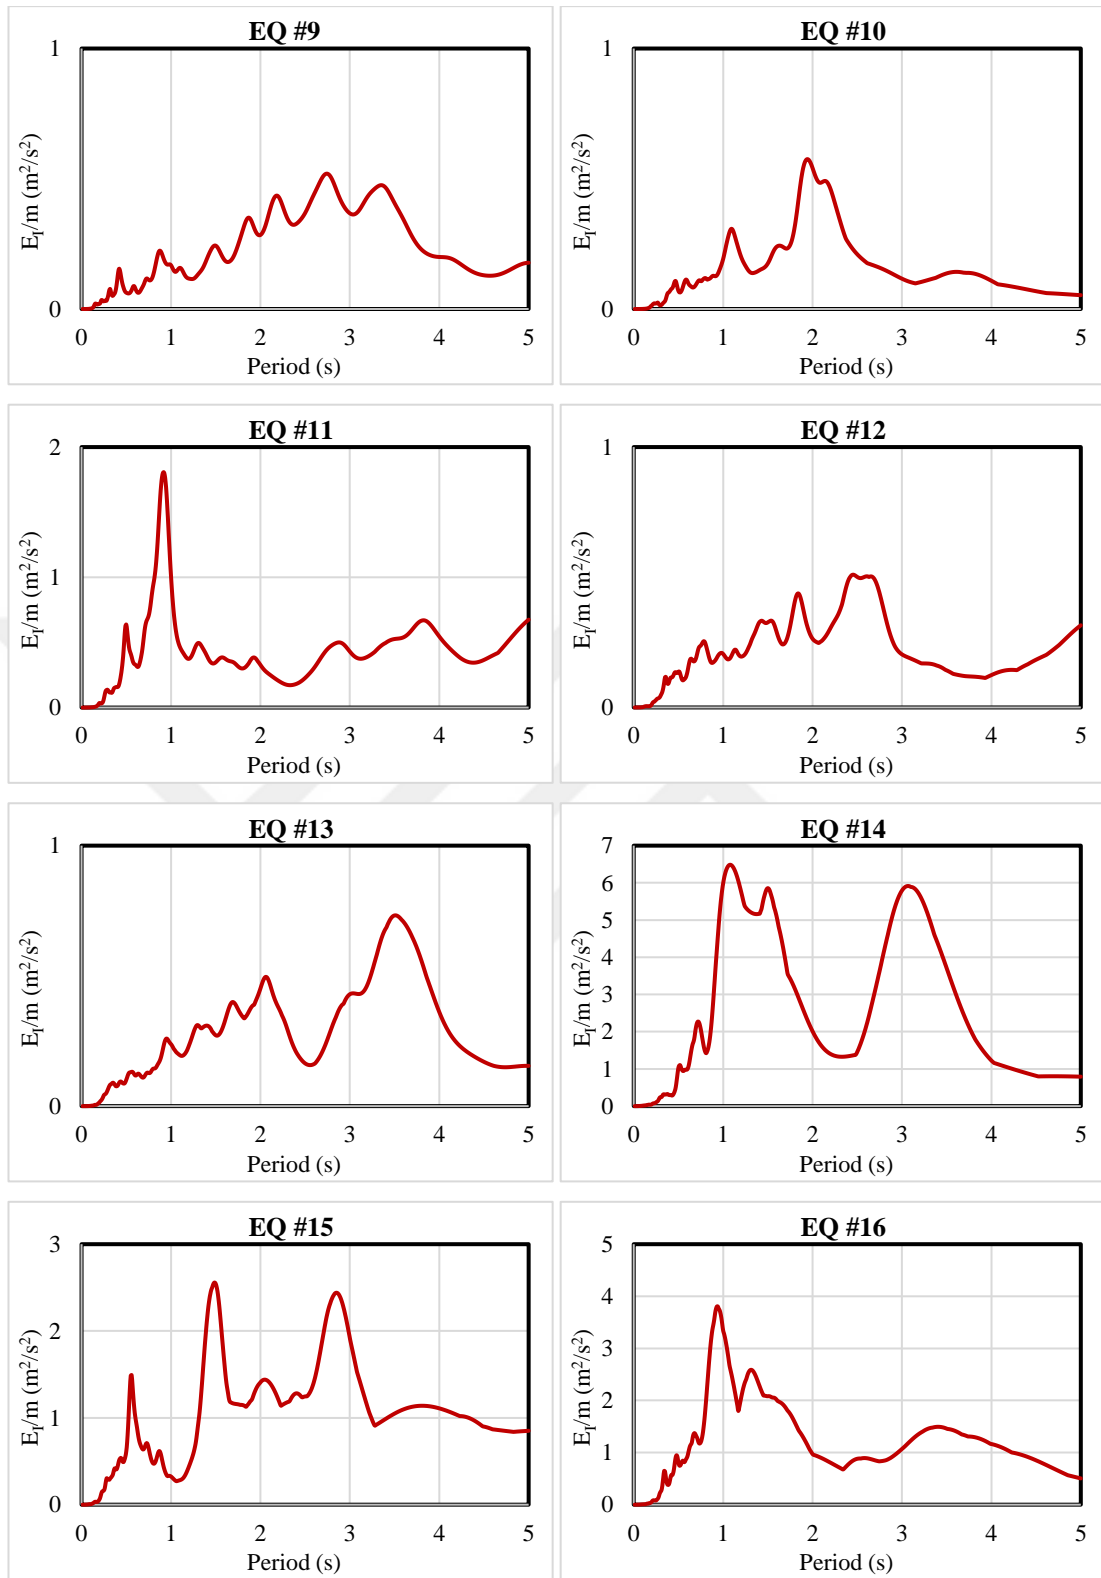 EQ #9
1
0
E_I/m (m²/s²)
0 1 2 3 4 5
Period (s)
EQ #10
1
0
E_I/m (m²/s²)
0 1 2 3 4 5
Period (s)
EQ #11
2
1
0
E_I/m (m²/s²)
0 1 2 3 4 5
Period (s)
EQ #12
1
0
E_I/m (m²/s²)
0 1 2 3 4 5
Period (s)
EQ #13
1
0
E_I/m (m²/s²)
0 1 2 3 4 5
Period (s)
EQ #14
7
6
5
4
3
2
1
0
E_I/m (m²/s²)
0 1 2 3 4 5
Period (s)
EQ #15
3
2
1
0
E_I/m (m²/s²)
0 1 2 3 4 5
Period (s)
EQ #16
5
4
3
2
1
0
E_I/m (m²/s²)
0 1 2 3 4 5
Period (s)